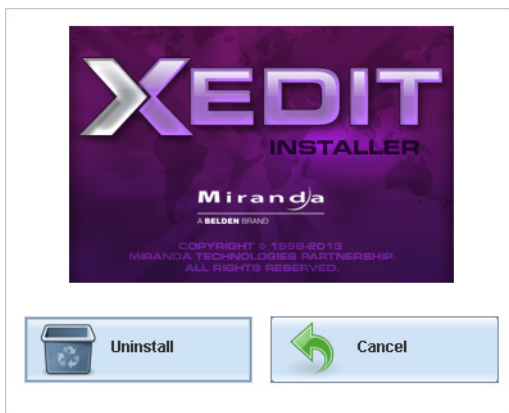 XEDIT
INSTALLER
Miranda
A BELDEN BRAND
COPYRIGHT © 1998-2013
MIRANDA TECHNOLOGIES PARTNERSHIP.
ALL RIGHTS RESERVED.
Uninstall
Cancel